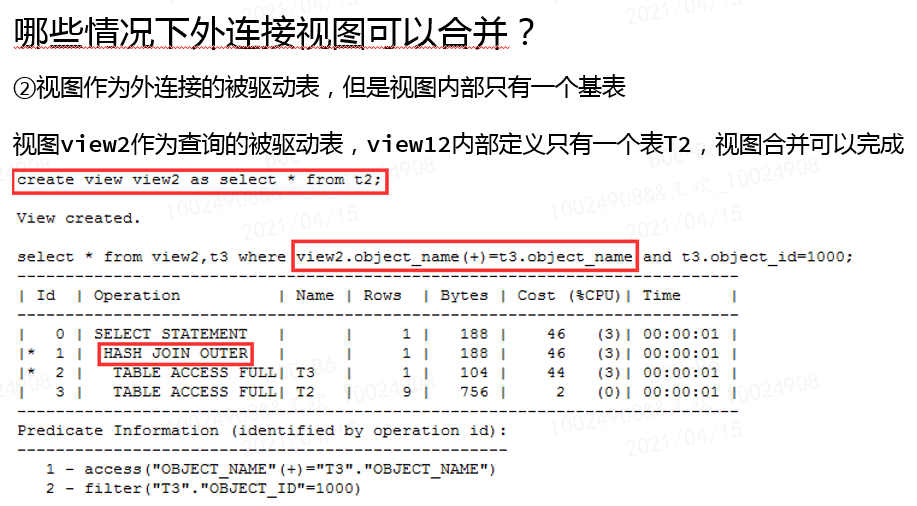 哪些情况下外连接视图可以合并？
②视图作为外连接的被驱动表，但是视图内部只有一个基表
视图view2作为查询的被驱动表，view12内部定义只有一个表T2，视图合并可以完成
create view view2 as select * from t2;
View created.
select * from view2,t3 where view2.object_name(+)=t3.object_name and t3.object_id=1000;
--------------------------------------------------------------------------
| Id | Operation | Name | Rows | Bytes | Cost (%CPU)| Time |
--------------------------------------------------------------------------
| 0 | SELECT STATEMENT | | 1 | 188 | 46 (3)| 00:00:01 |
|* 1 | HASH JOIN OUTER | | 1 | 188 | 46 (3)| 00:00:01 |
|* 2 | TABLE ACCESS FULL| T3 | 1 | 104 | 44 (3)| 00:00:01 |
| 3 | TABLE ACCESS FULL| T2 | 9 | 756 | 2 (0)| 00:00:01 |
--------------------------------------------------------------------------
Predicate Information (identified by operation id):
---------------------------------------------------
1 - access("OBJECT_NAME"(+)="T3"."OBJECT_NAME")
2 - filter("T3"."OBJECT_ID"=1000)
10024908&&王欢_10024908
2021/04/15